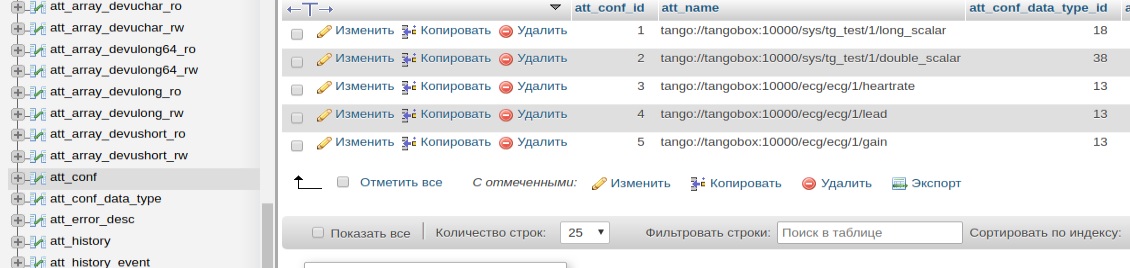 att_array_devuchar_ro
att_array_devuchar_rw
att_array_devulong64_ro
att_array_devulong64_rw
att_array_devulong_ro
att_array_devulong_rw
att_array_devushort_ro
att_array_devushort_rw
att_conf
att_conf_data_type
att_error_desc
att_history
att_history_event
att_conf_id att_name att_conf_data_type_id
Изменить Копировать Удалить 1 tango://tangobox:10000/sys/tg_test/1/long_scalar 18
Изменить Копировать Удалить 2 tango://tangobox:10000/sys/tg_test/1/double_scalar 38
Изменить Копировать Удалить 3 tango://tangobox:10000/ecg/ecg/1/heartrate 13
Изменить Копировать Удалить 4 tango://tangobox:10000/ecg/ecg/1/lead 13
Изменить Копировать Удалить 5 tango://tangobox:10000/ecg/ecg/1/gain 13
Отметить все С отмеченными: Изменить Копировать Удалить Экспорт
Показать все Количество строк: 25 Фильтровать строки: Поиск в таблице Сортировать по индексу: